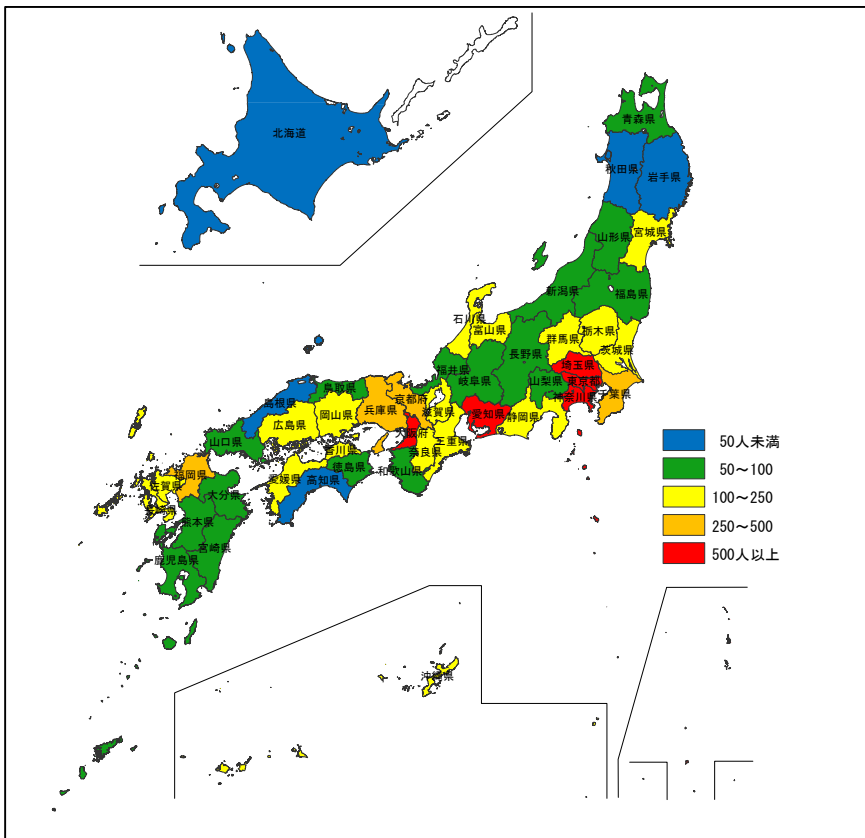 北海道
青森県
秋田県
岩手県
山形県
宮城県
新潟県
福島県
石川県
富山県
栃木県
群馬県
茨城県
長野県
埼玉県
福井県
岐阜県
山梨県
東京都
千葉県
神奈川県
鳥取県
京都府
島根県
兵庫県
滋賀県
愛知県
静岡県
岡山県
広島県
阪府
三重県
山口県
香川県
奈良県
徳島県
和歌山県
福岡県
愛媛県
高知県
佐賀県
大分県
長崎県
熊本県
宮崎県
鹿児島県
沖縄県
50人未満
50～100
100～250
250～500
500人以上